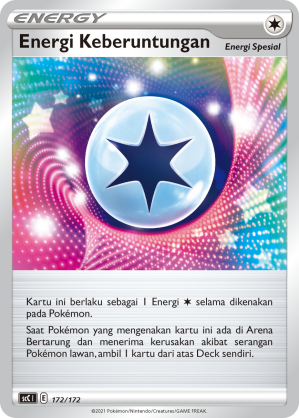 ENERGY
Energi Keberuntungan
Energi Spesial
Kartu ini berlaku sebagai 1 Energi selama dikenakan
pada Pokémon.
Saat Pokémon yang mengenakan kartu ini ada di Arena
Bertarung dan menerima kerusakan akibat serangan
Pokémon lawan, ambil 1 kartu dari atas Deck sendiri.
SC1 I E 172/172
©2021 Pokémon/Nintendo/Creatures/GAME FREAK.